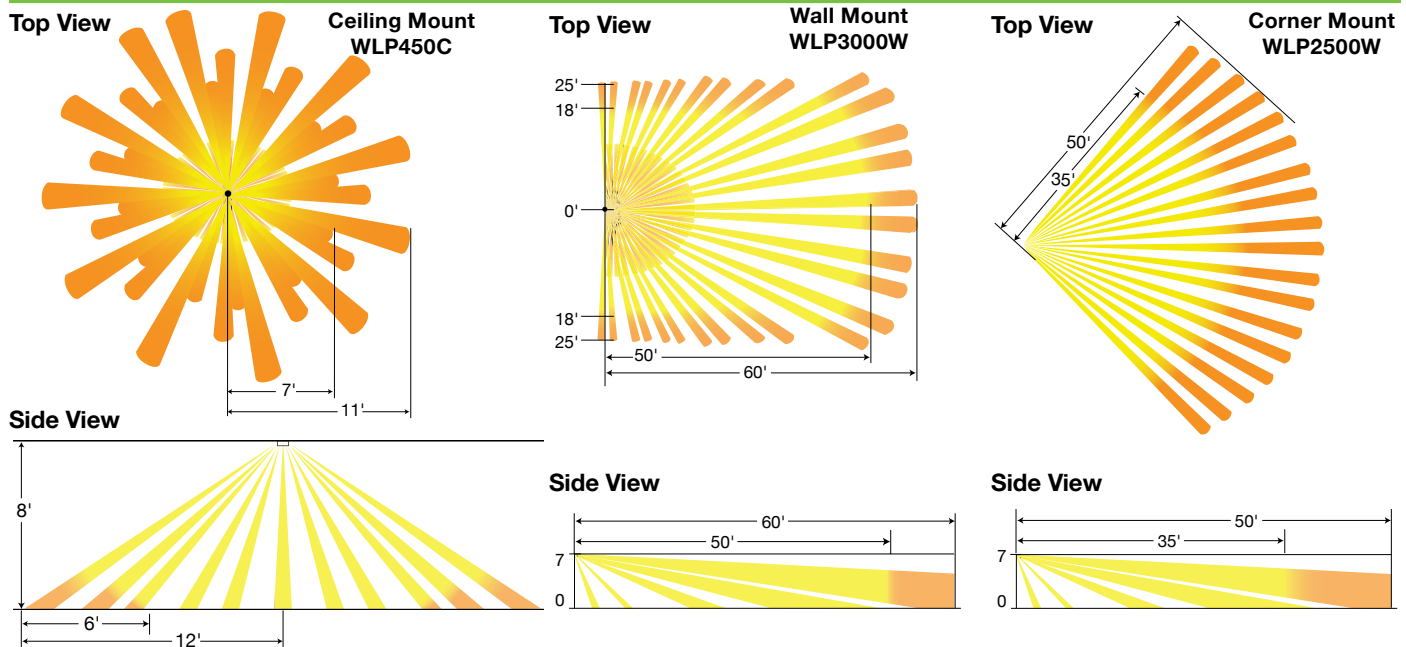 Top View
Ceiling Mount
WLP450C
7'
11'
Side View
8'
6'
12'
Top View
Wall Mount
WLP3000W
25'
18'
0'
18'
25'
50'
60'
Side View
60'
50'
7
0
Top View
Corner Mount
WLP2500W
50'
35'
Side View
50'
35'
7
0